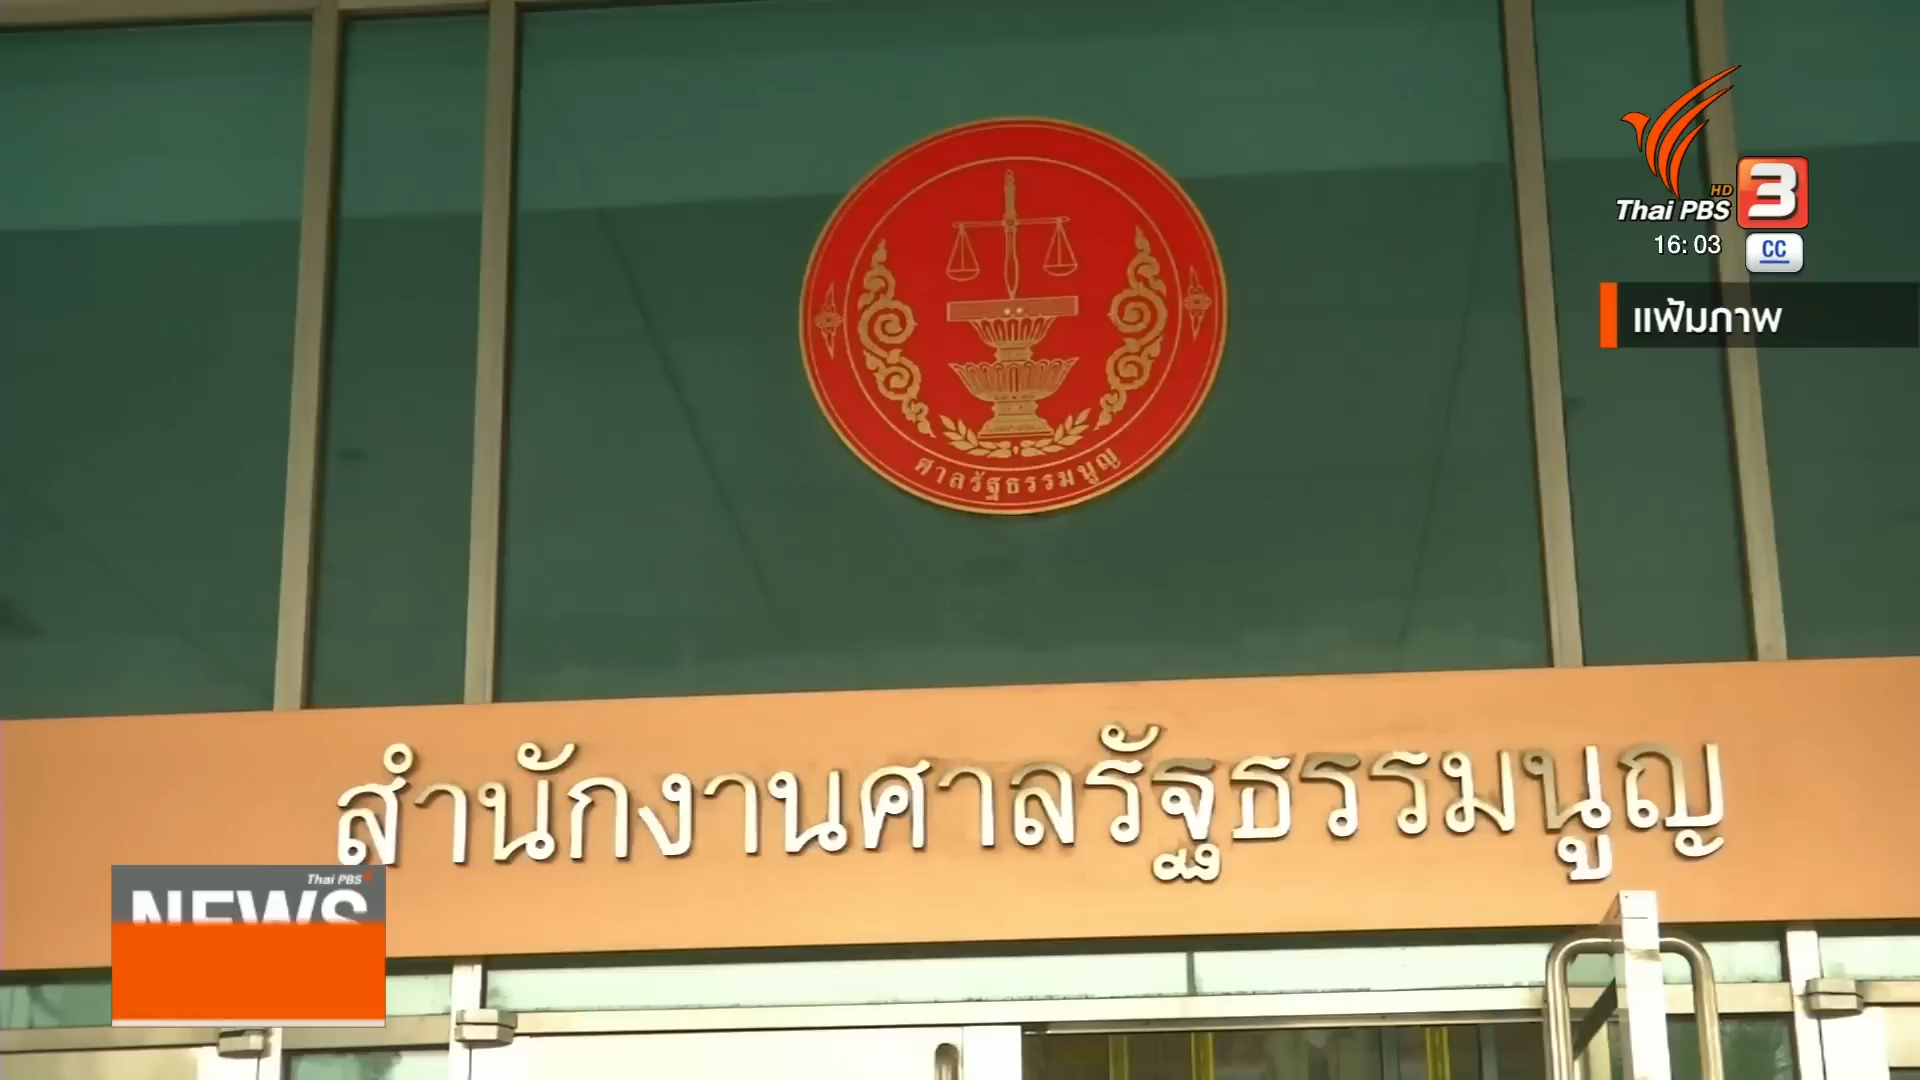 HD
Thai PBS 3
16:03 CC
แฟ้มภาพ
ศาลรัฐธรรมนูญ
สำนักงานศาลรัฐธรรมนูญ
Thai PBS
NEWS